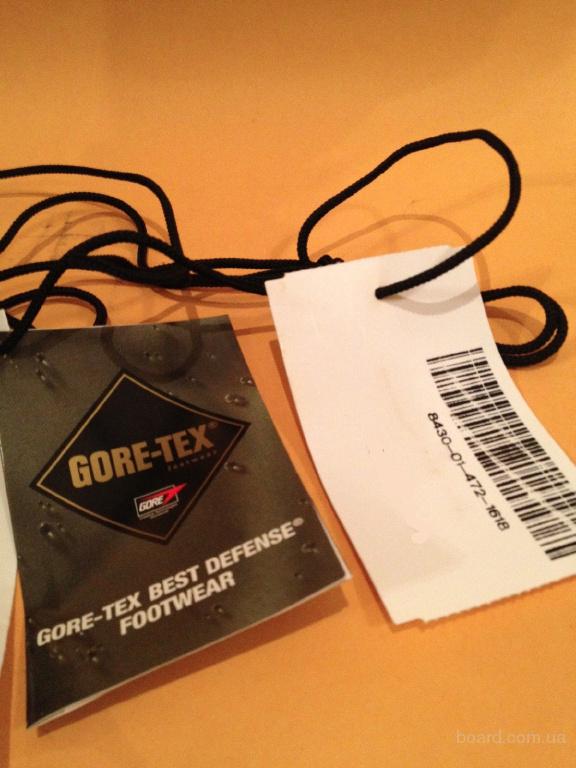 GORE-TEX®
footwear
GORE
GORE-TEX BEST DEFENSE®
FOOTWEAR
8430-01-472-1618
board.com.ua